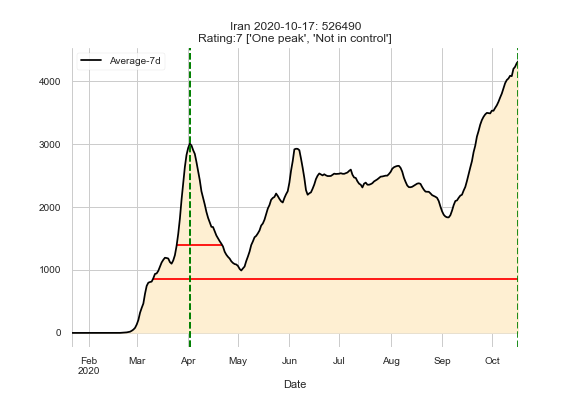 Iran 2020-10-17: 526490
Rating:7 ['One peak', 'Not in control']
Average-7d
4000
3000
2000
1000
0
Feb Mar Apr May Jun Jul Aug Sep Oct
2020
Date